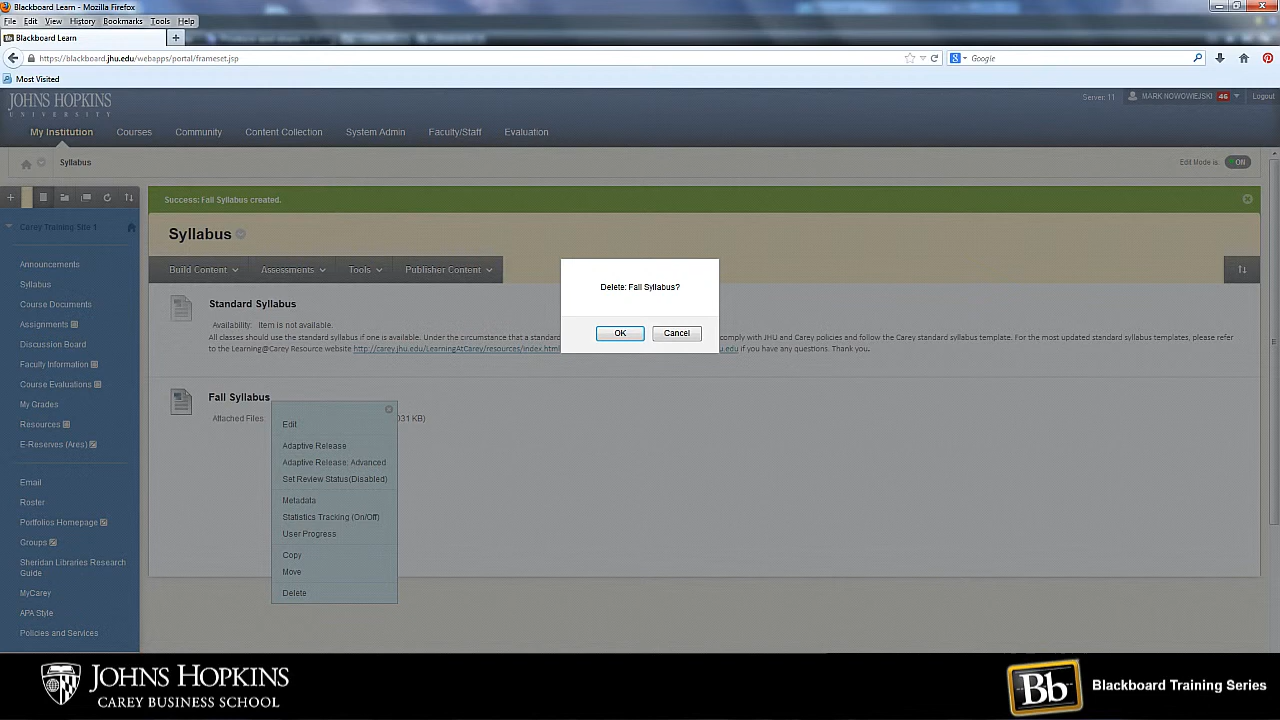 Blackboard Learn - Mozilla Firefox
File Edit View History Bookmarks Tools Help
Blackboard Learn
https://blackboard.jhu.edu/webapps/portal/frameset.jsp
Google
Most Visited
JOHNS HOPKINS
UNIVERSITY
Server: 11
MARK NOWOWIEJSKI 46
Logout
My Institution Courses Community Content Collection System Admin Faculty/Staff Evaluation
Syllabus
Edit Mode is: ON
Success: Fall Syllabus created.
Carey Training Site 1
Syllabus
Build Content Assessments Tools Publisher Content
Announcements
Syllabus
Course Documents
Assignments
Discussion Board
Faculty Information
Course Evaluations
My Grades
Resources
E-Reserves (Ares)
Email
Roster
Portfolios Homepage
Groups
Sheridan Libraries Research
Guide
MyCarey
APA Style
Policies and Services
Standard Syllabus
Availability: Item is not available.
All classes should use the standard syllabus if one is available. Under the circumstance that a standard comply with JHU and Carey policies and follow the Carey standard syllabus template. For the most updated syllabus templates, please refer
to the Learning@Carey Resource website http://carey.jhu.edu/LearningAtCarey/resources/index.html edu if you have any questions. Thank you.
Delete: Fall Syllabus?
OK Cancel
Fall Syllabus
Attached Files: 031 KB)
Edit
Adaptive Release
Adaptive Release: Advanced
Set Review Status(Disabled)
Metadata
Statistics Tracking (On/Off)
User Progress
Copy
Move
Delete
JOHNS HOPKINS
CAREY BUSINESS SCHOOL
Bb
Blackboard Training Series